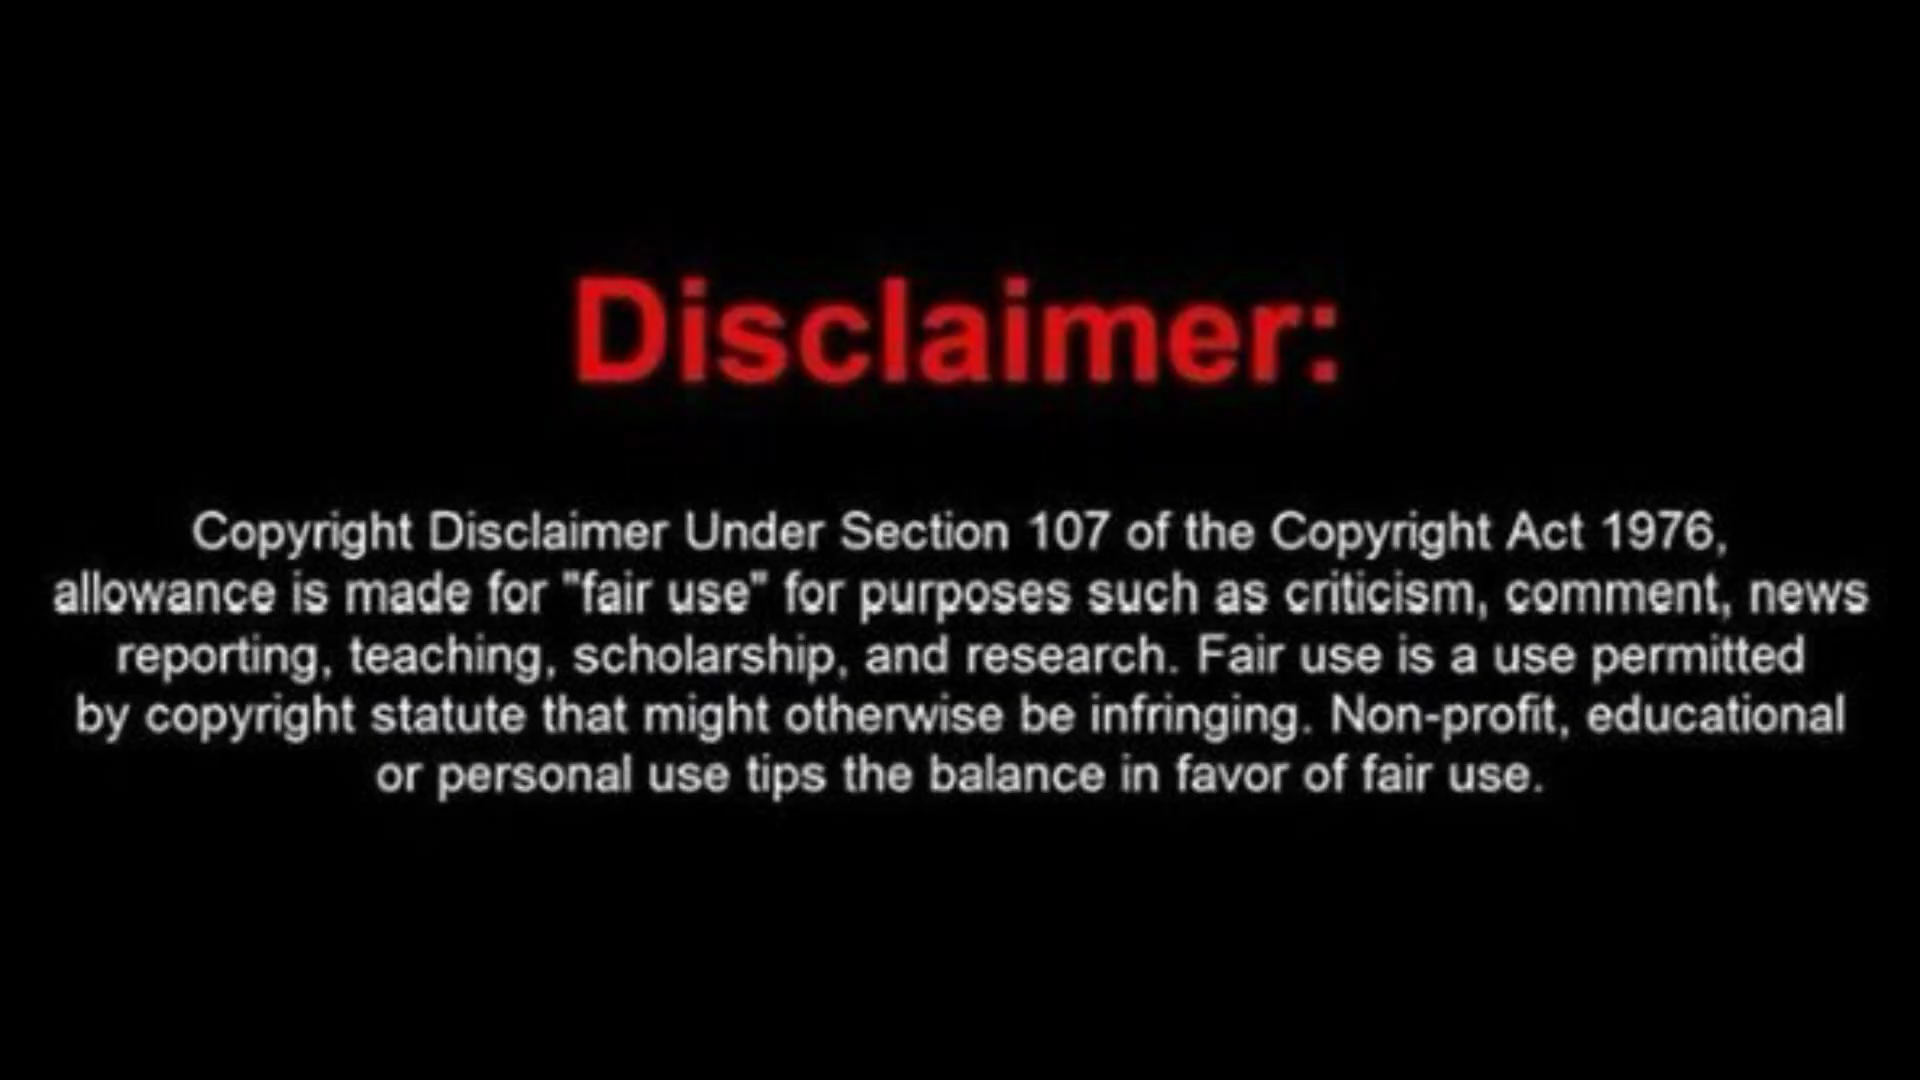 Disclaimer:
Copyright Disclaimer Under Section 107 of the Copyright Act 1976,
allowance is made for "fair use" for purposes such as criticism, comment, news
reporting, teaching, scholarship, and research. Fair use is a use permitted
by copyright statute that might otherwise be infringing. Non-profit, educational
or personal use tips the balance in favor of fair use.